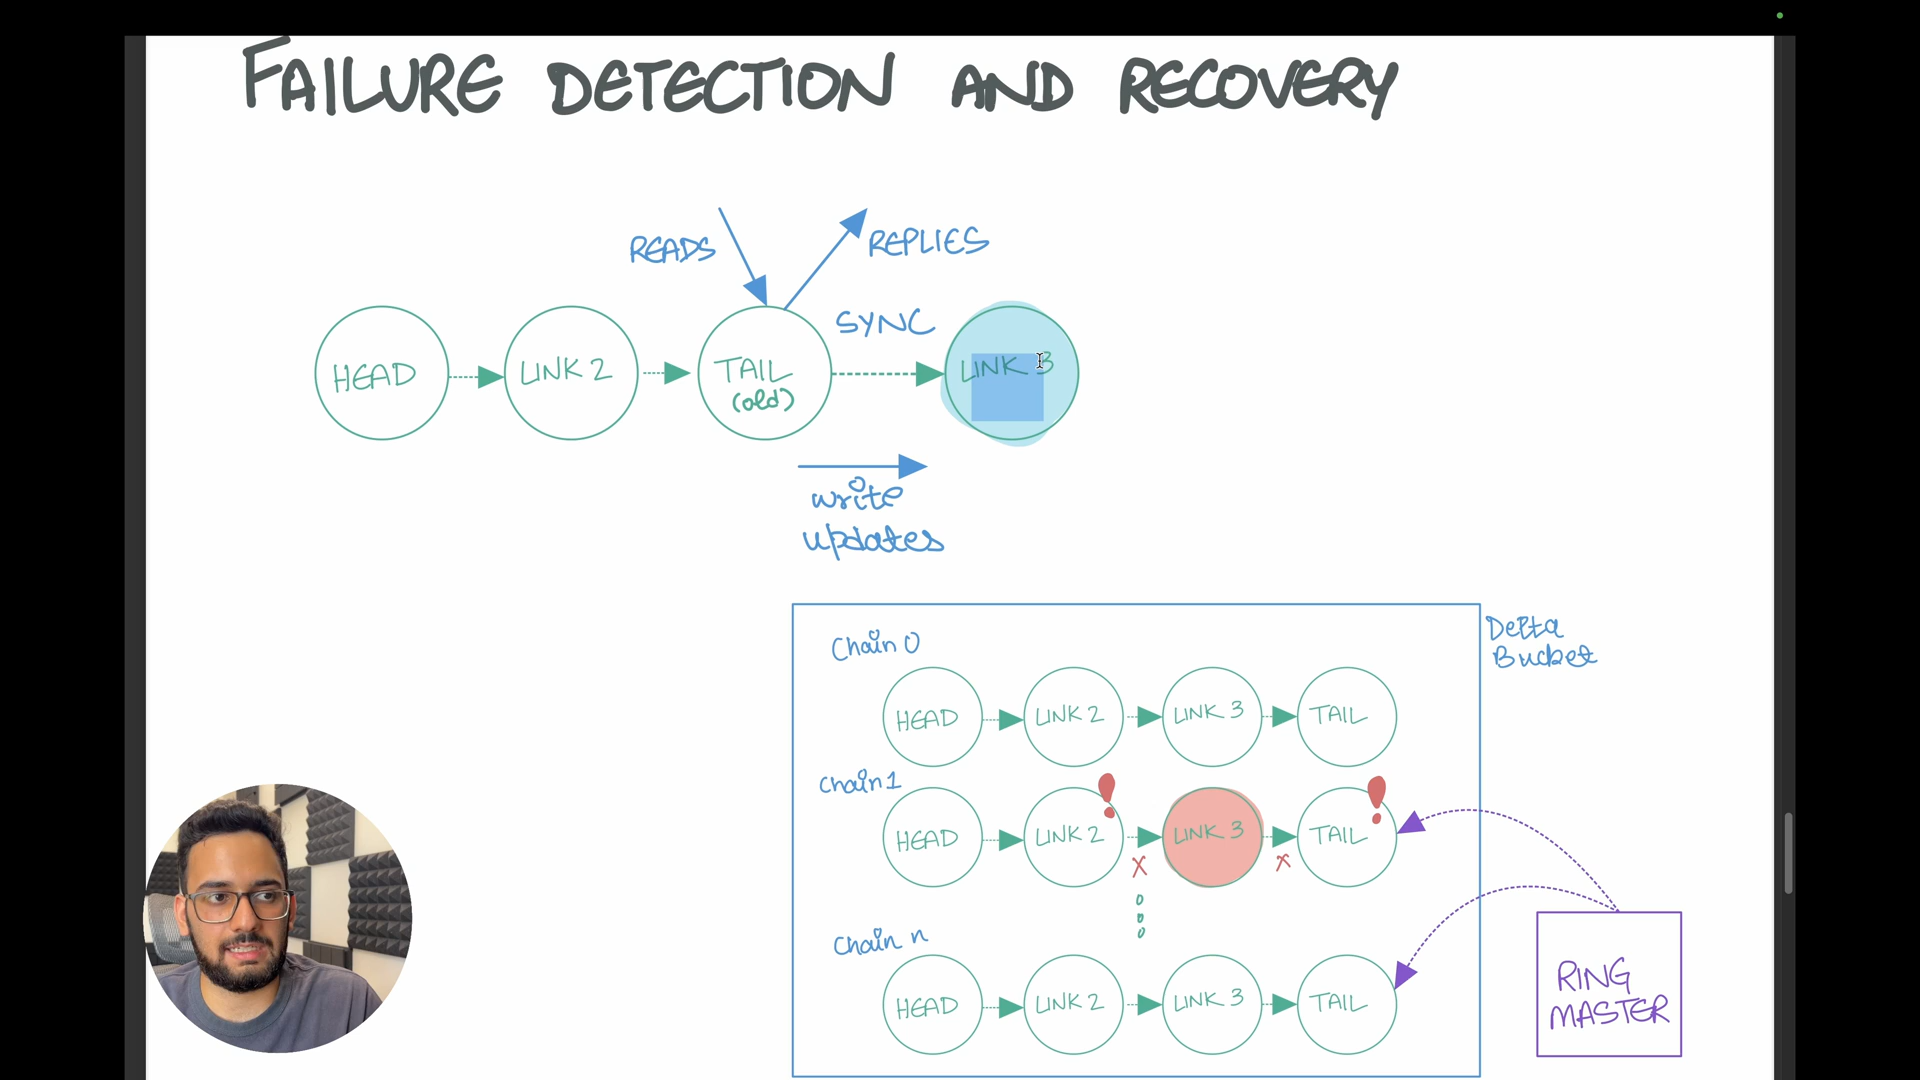 FAILURE DETECTION AND RECOVERY
READS
REPLIES
SYNC
HEAD
LINK 2
TAIL
(old)
LINK 3
write
updates
Delta
Bucket
Chain 0
HEAD
LINK 2
LINK 3
TAIL
Chain 1
!
!
HEAD
LINK 2
LINK 3
TAIL
X
X
Chain n
HEAD
LINK 2
LINK 3
TAIL
RING
MASTER